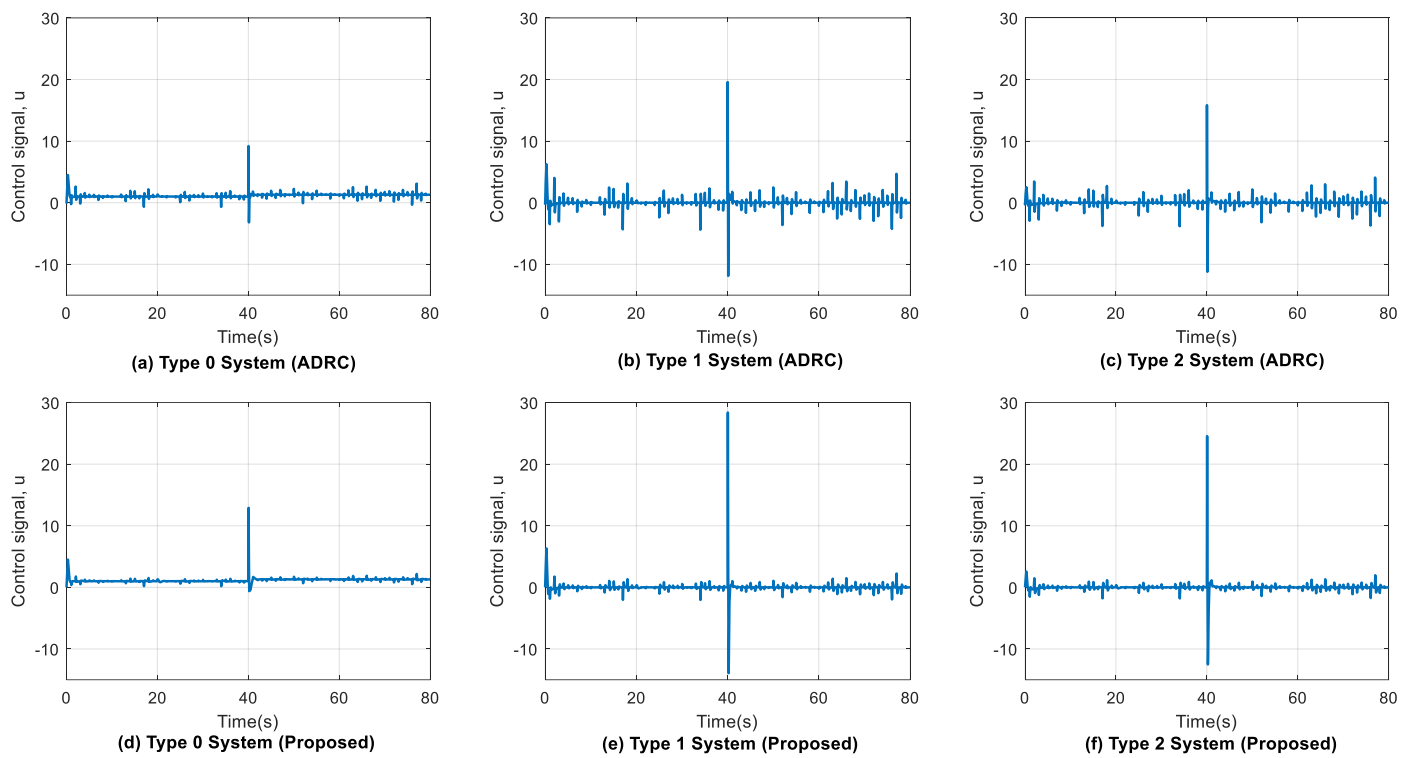 30
20
10
0
-10
Control signal, u
0 20 40 60 80
Time(s)
(a) Type 0 System (ADRC)
30
20
10
0
-10
Control signal, u
0 20 40 60 80
Time(s)
(b) Type 1 System (ADRC)
30
20
10
0
-10
Control signal, u
0 20 40 60 80
Time(s)
(c) Type 2 System (ADRC)
30
20
10
0
-10
Control signal, u
0 20 40 60 80
Time(s)
(d) Type 0 System (Proposed)
30
20
10
0
-10
Control signal, u
0 20 40 60 80
Time(s)
(e) Type 1 System (Proposed)
30
20
10
0
-10
Control signal, u
0 20 40 60 80
Time(s)
(f) Type 2 System (Proposed)